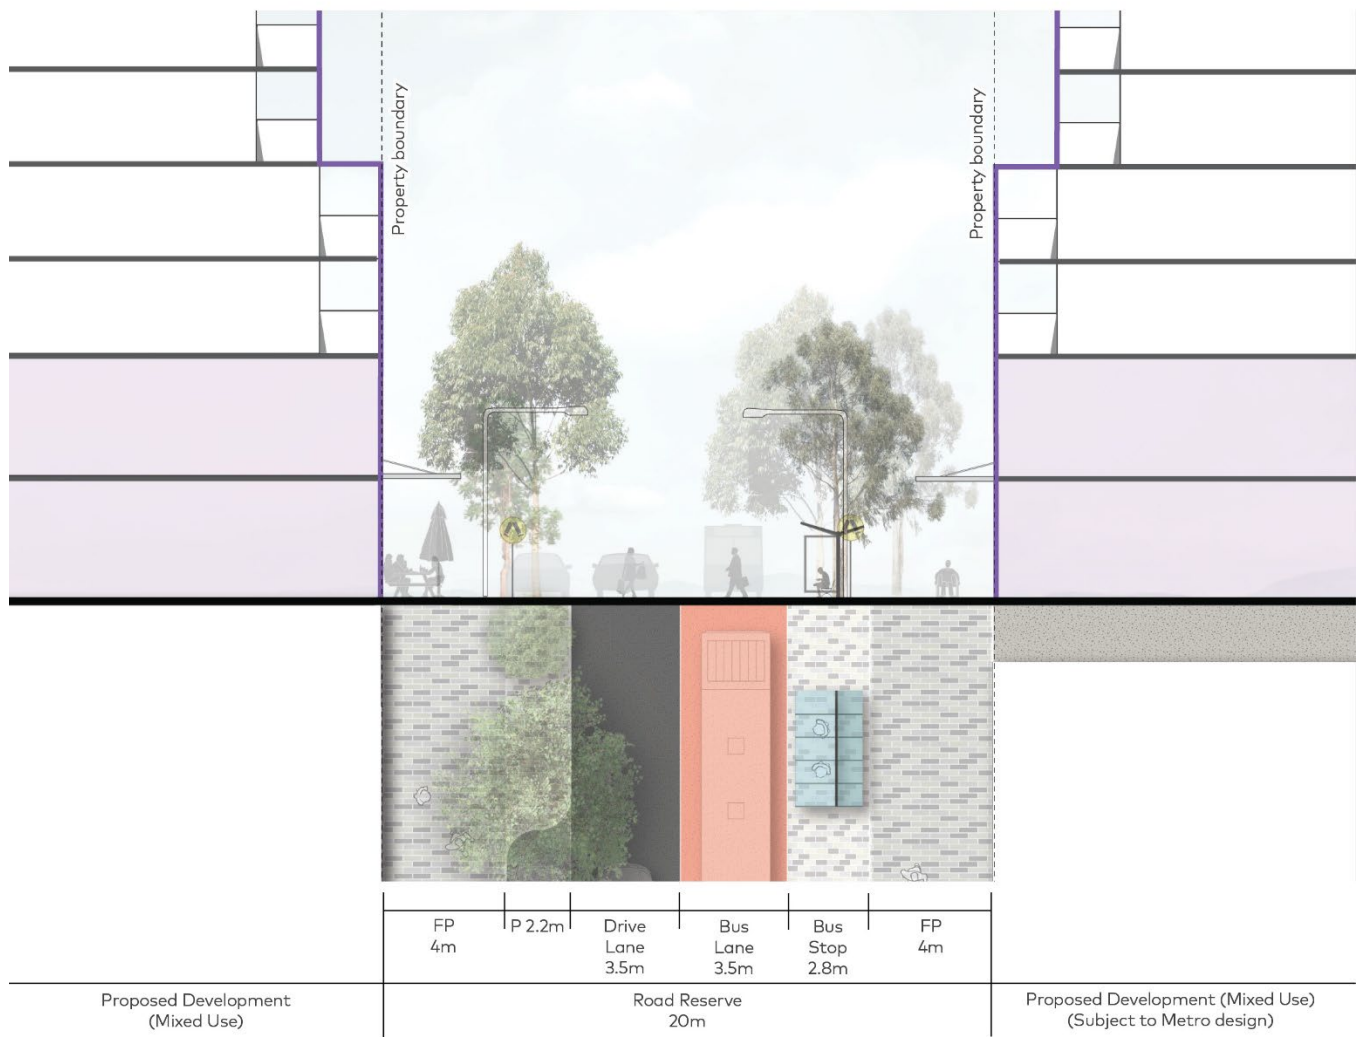 Property boundary
Property boundary
FP
4m
P 2.2m
Drive
Lane
3.5m
Bus
Lane
3.5m
Bus
Stop
2.8m
FP
4m
Proposed Development
(Mixed Use)
Road Reserve
20m
Proposed Development (Mixed Use)
(Subject to Metro design)